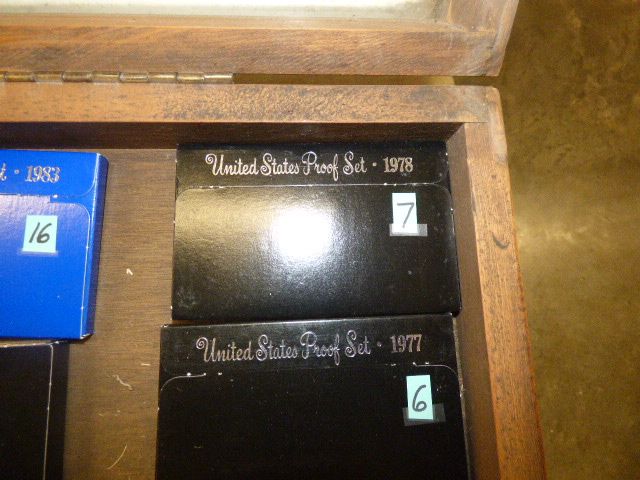 1983
16
United States Proof Set • 1978
7
United States Proof Set • 1977
6